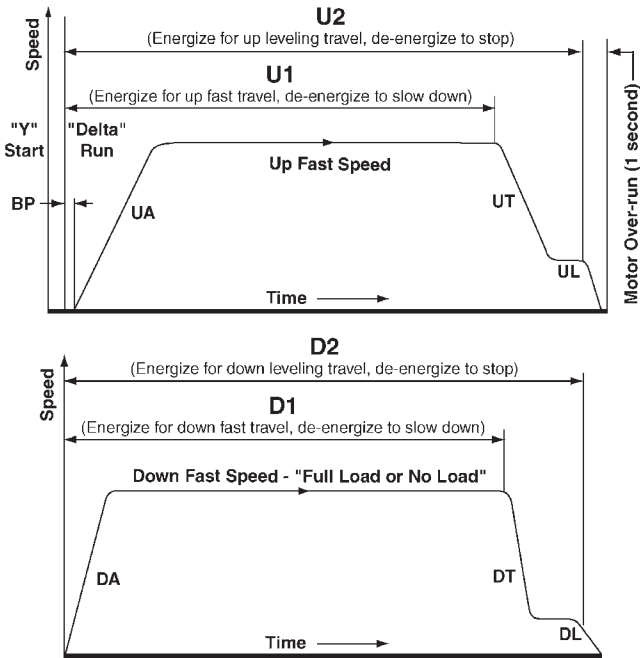 U2
(Energize for up leveling travel, de-energize to stop)
Speed
U1
(Energize for up fast travel, de-energize to slow down)
"Y"
Start
"Delta"
Run
Up Fast Speed
BP
UA
UT
UL
Time
Motor Over-run (1 second)
D2
(Energize for down leveling travel, de-energize to stop)
Speed
D1
(Energize for down fast travel, de-energize to slow down)
Down Fast Speed - "Full Load or No Load"
DA
DT
DL
Time